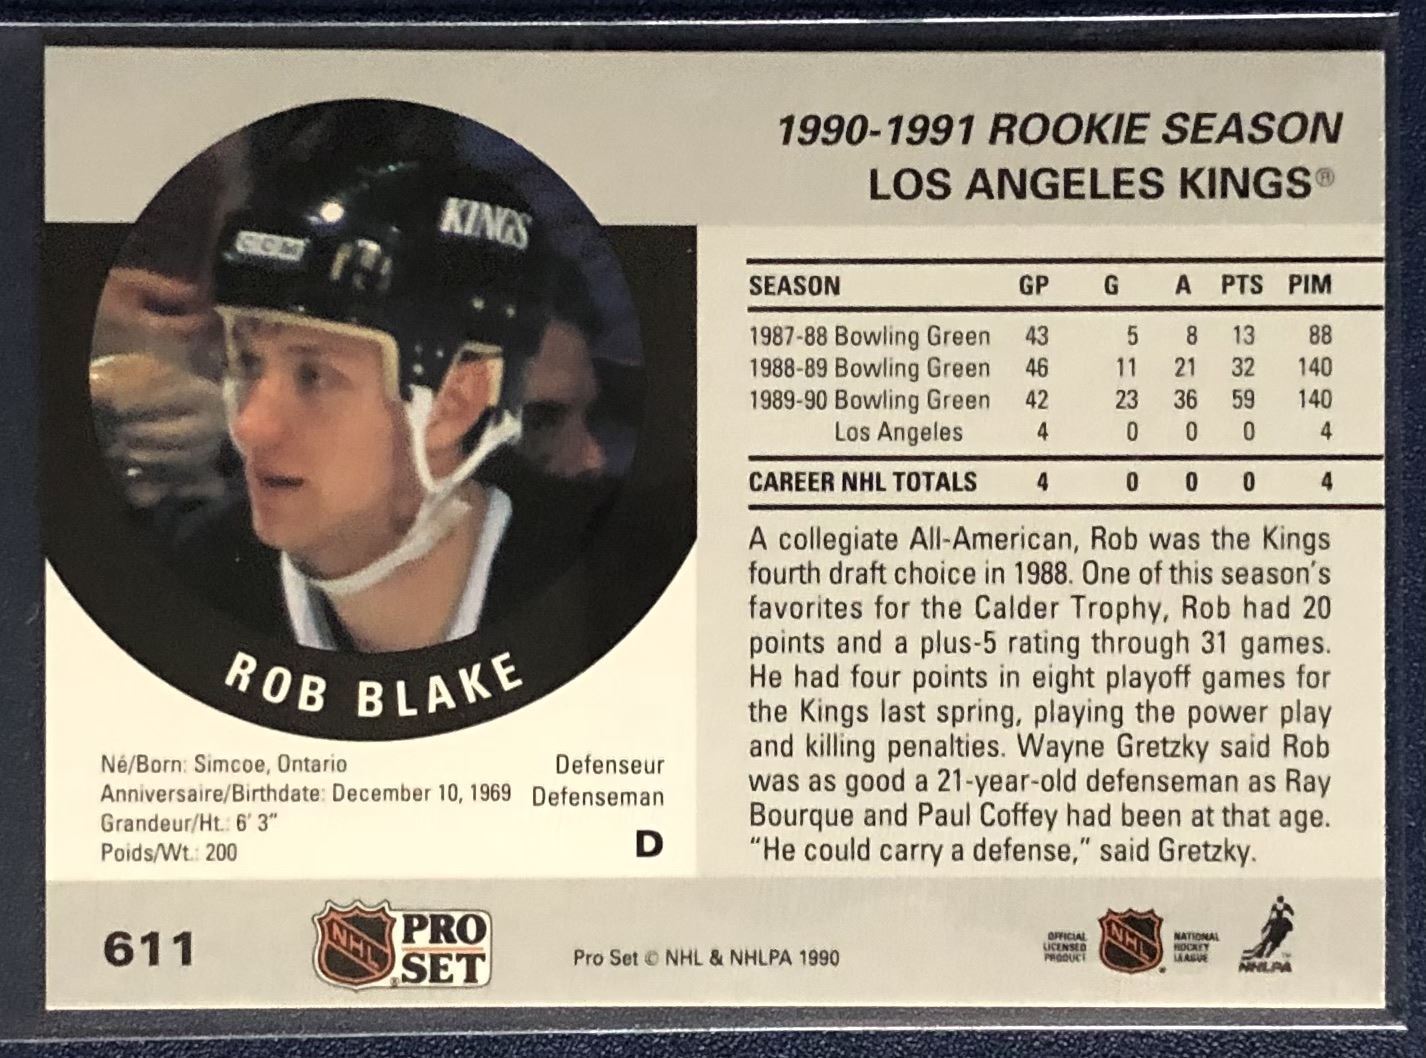 1990-1991 ROOKIE SEASON
LOS ANGELES KINGS®
KINGS
CCM
SEASON GP G A PTS PIM
1987-88 Bowling Green 43 5 8 13 88
1988-89 Bowling Green 46 11 21 32 140
1989-90 Bowling Green 42 23 36 59 140
Los Angeles 4 0 0 0 4
CAREER NHL TOTALS 4 0 0 0 4
A collegiate All-American, Rob was the Kings
fourth draft choice in 1988. One of this season's
favorites for the Calder Trophy, Rob had 20
points and a plus-5 rating through 31 games.
He had four points in eight playoff games for
the Kings last spring, playing the power play
and killing penalties. Wayne Gretzky said Rob
was as good a 21-year-old defenseman as Ray
Bourque and Paul Coffey had been at that age.
"He could carry a defense," said Gretzky.
ROB BLAKE
Né/Born: Simcoe, Ontario
Anniversaire/Birthdate: December 10, 1969
Grandeur/Ht.: 6' 3"
Poids/Wt.: 200
Defenseur
Defenseman
D
611
NHL
PRO
SET
Pro Set © NHL & NHLPA 1990
OFFICIAL
LICENSED
PRODUCT
NHL
NATIONAL
HOCKEY
LEAGUE
NHLPA